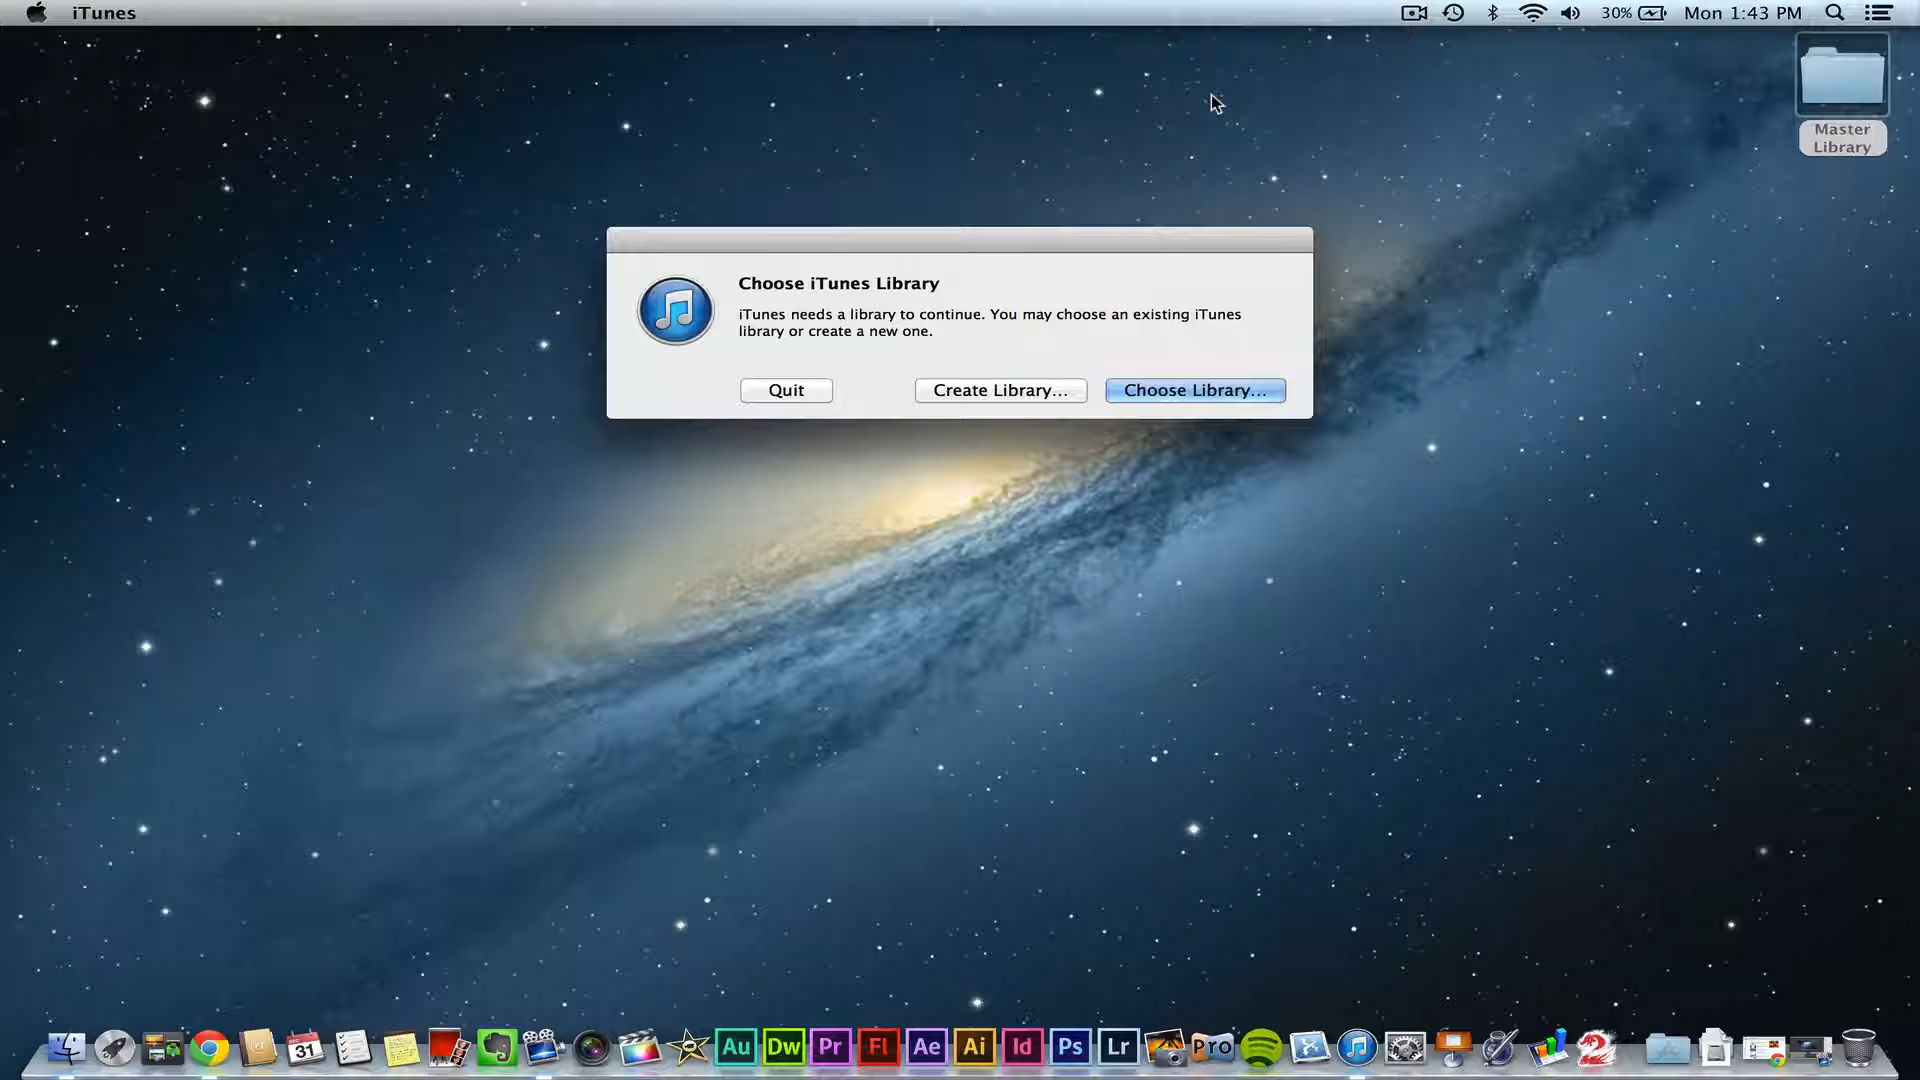 iTunes
30%
Mon 1:43 PM
Master
Library
Choose iTunes Library
iTunes needs a library to continue. You may choose an existing iTunes
library or create a new one.
Quit
Create Library...
Choose Library...
31
Au
Dw
Pr
Fl
Ae
Ai
Id
Ps
Lr
Pro